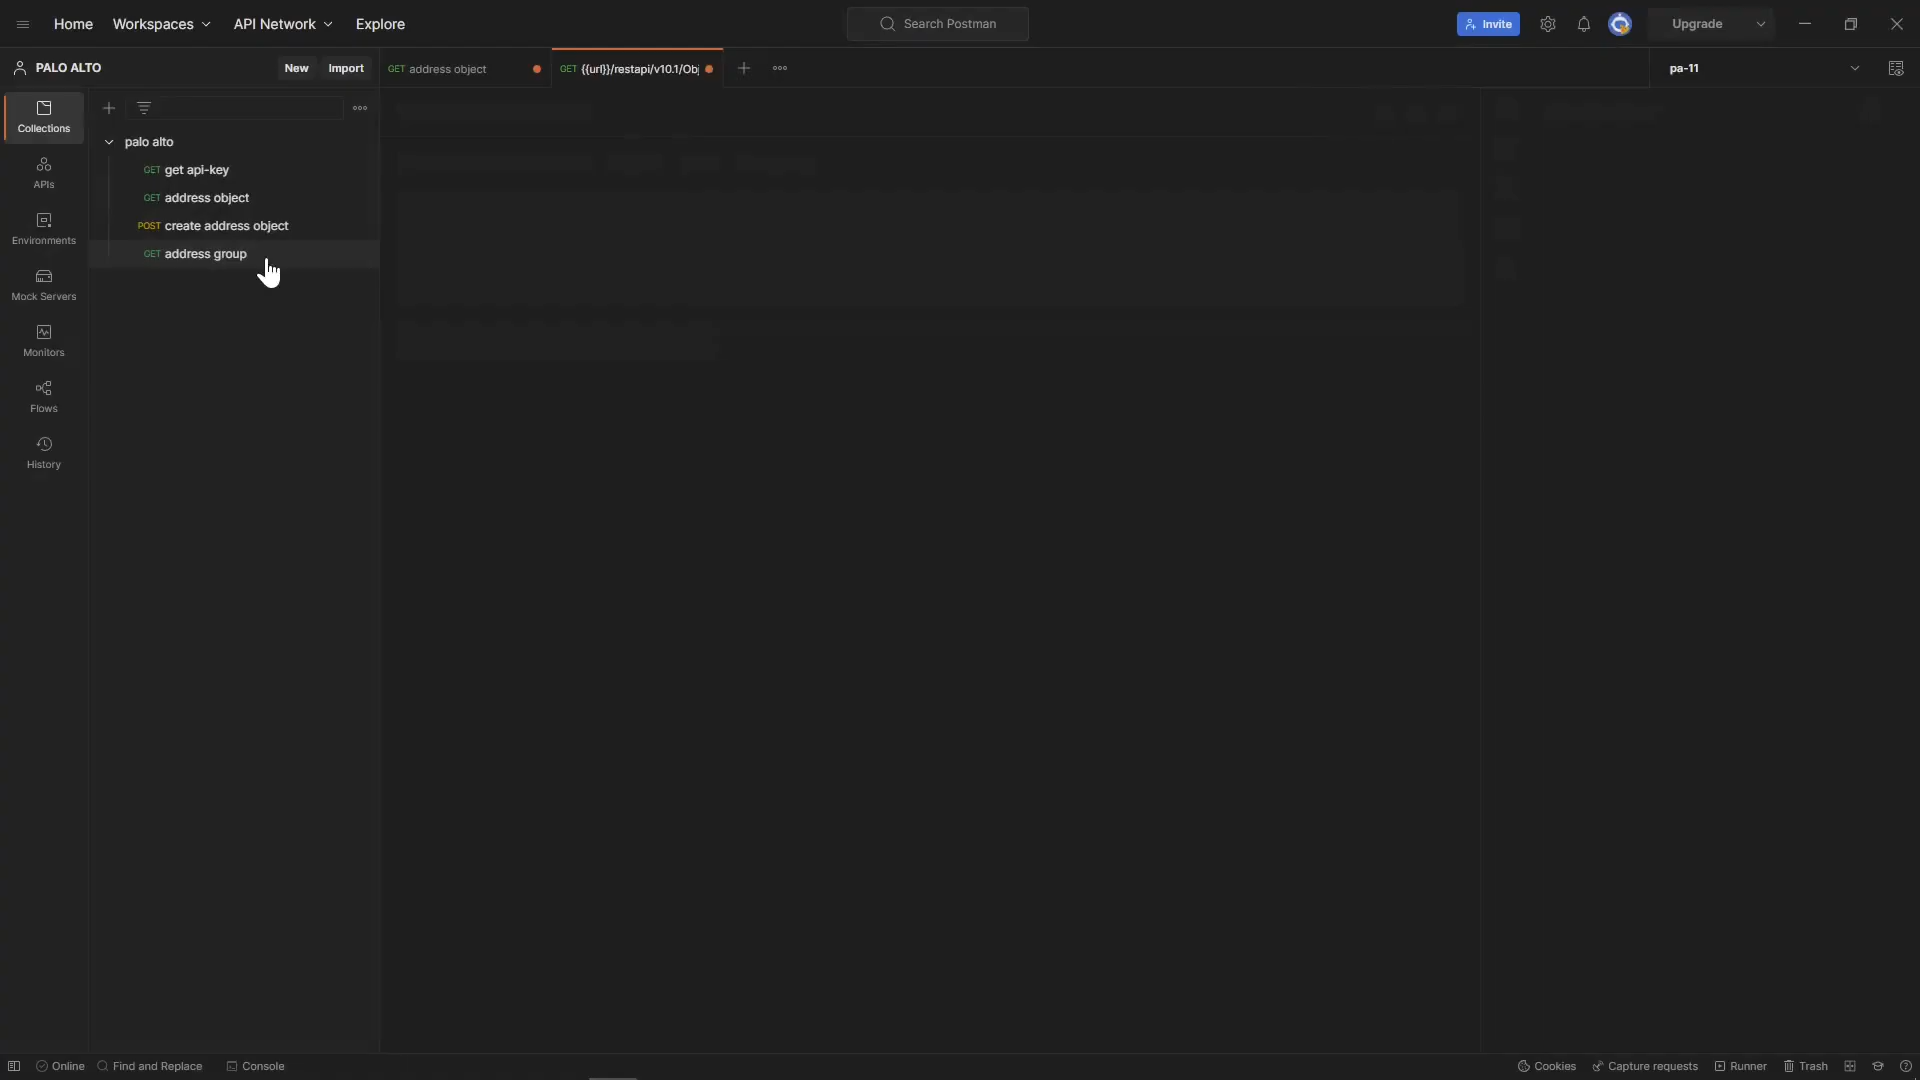 Home Workspaces API Network Explore Search Postman Invite Upgrade
PALO ALTO New Import GET address object GET {{url}}/restapi/v10.1/Obj pa-11
Collections
palo alto
GET get api-key
APIs
GET address object
POST create address object
Environments
GET address group
Mock Servers
Monitors
Flows
History
Online Find and Replace Console Cookies Capture requests Runner Trash